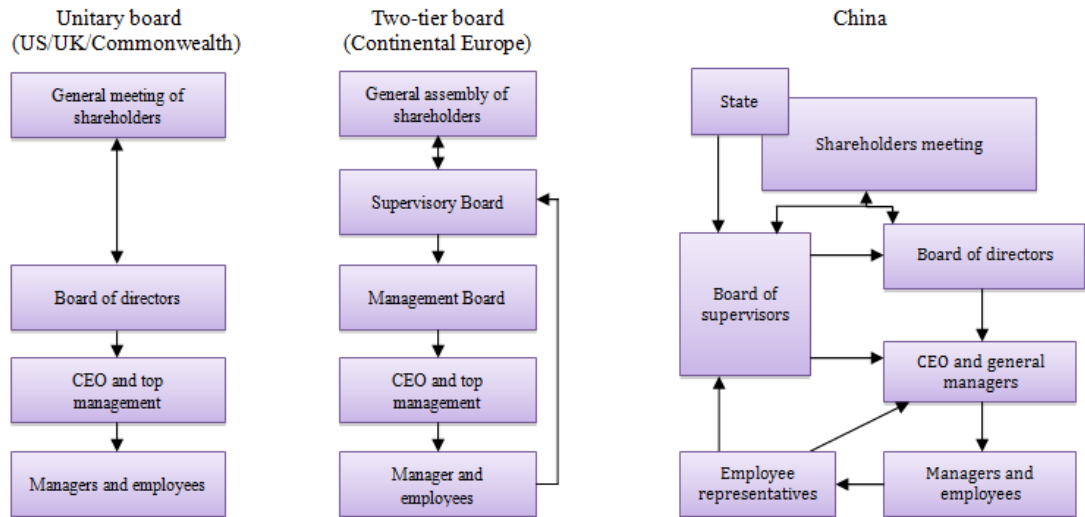 Unitary board
(US/UK/Commonwealth)
General meeting of
shareholders
Board of directors
CEO and top
management
Managers and employees
Two-tier board
(Continental Europe)
General assembly of
shareholders
Supervisory Board
Management Board
CEO and top
management
Manager and
employees
China
State
Shareholders meeting
Board of
supervisors
Board of directors
CEO and general
managers
Employee
representatives
Managers and
employees